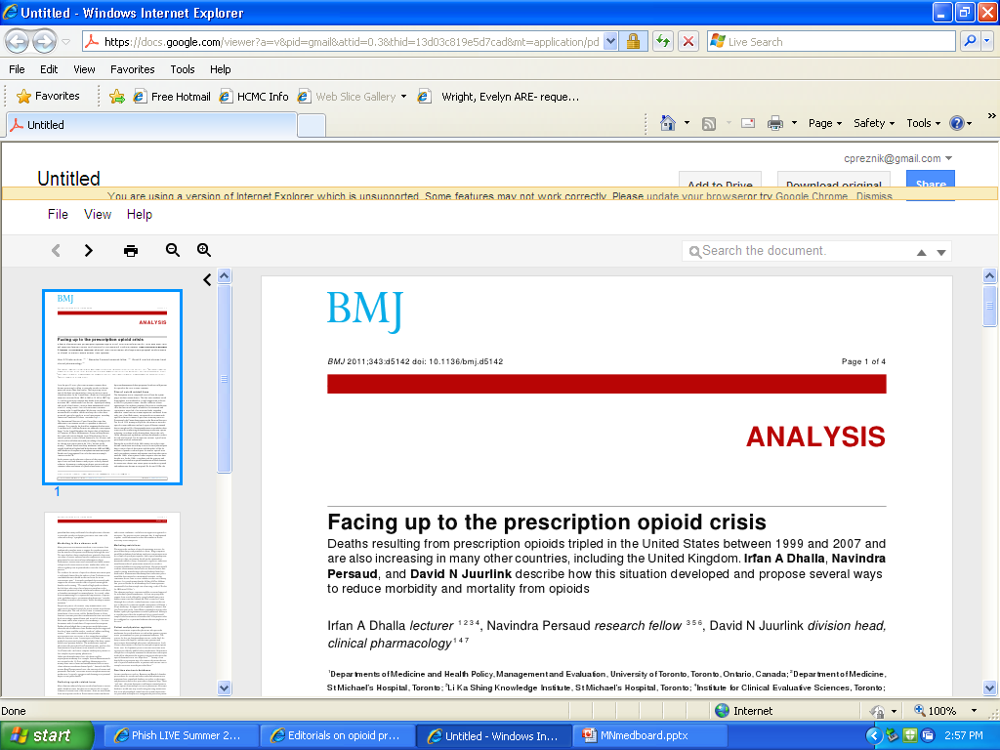 Untitled - Windows Internet Explorer
https://docs.google.com/viewer?a=v&pid=gmail&attid=0.3&thid=13d03c819e5d7cad&mt=application/pd
Live Search
File Edit View Favorites Tools Help
Favorites Free Hotmail HCMC Info Web Slice Gallery Wright, Evelyn ARE- reque...
Untitled Page Safety Tools »
cpreznik@gmail.com
Untitled Add to Drive Download original Share
You are using a version of Internet Explorer which is unsupported. Some features may not work correctly. Please update your browser or try Google Chrome Dismiss
File View Help
Search the document.
BMJ
BMJ 2011;343:d5142 doi: 10.1136/bmj.d5142 Page 1 of 4
ANALYSIS
Facing up to the prescription opioid crisis
Deaths resulting from prescription opioids tripled in the United States between 1999 and 2007 and
are also increasing in many other countries, including the United Kingdom. Irfan A Dhalla, Navindra
Persaud, and David N Juurlink describe how this situation developed and propose several ways
to reduce morbidity and mortality from opioids
Irfan A Dhalla lecturer 1 2 3 4, Navindra Persaud research fellow 3 5 6, David N Juurlink division head,
clinical pharmacology 1 4 7
1Departments of Medicine and Health Policy, Management and Evaluation, University of Toronto, Toronto, Ontario, Canada; 2Department of Medicine,
St Michael's Hospital, Toronto; 3Li Ka Shing Knowledge Institute, St Michael's Hospital, Toronto; 4Institute for Clinical Evaluative Sciences, Toronto;
BMJ
ANALYSIS
Facing up to the prescription opioid crisis
1
Done Internet 100%
start Phish LIVE Summer 2... Editorials on opioid pr... Untitled - Windows In... MNmedboard.pptx 2:57 PM